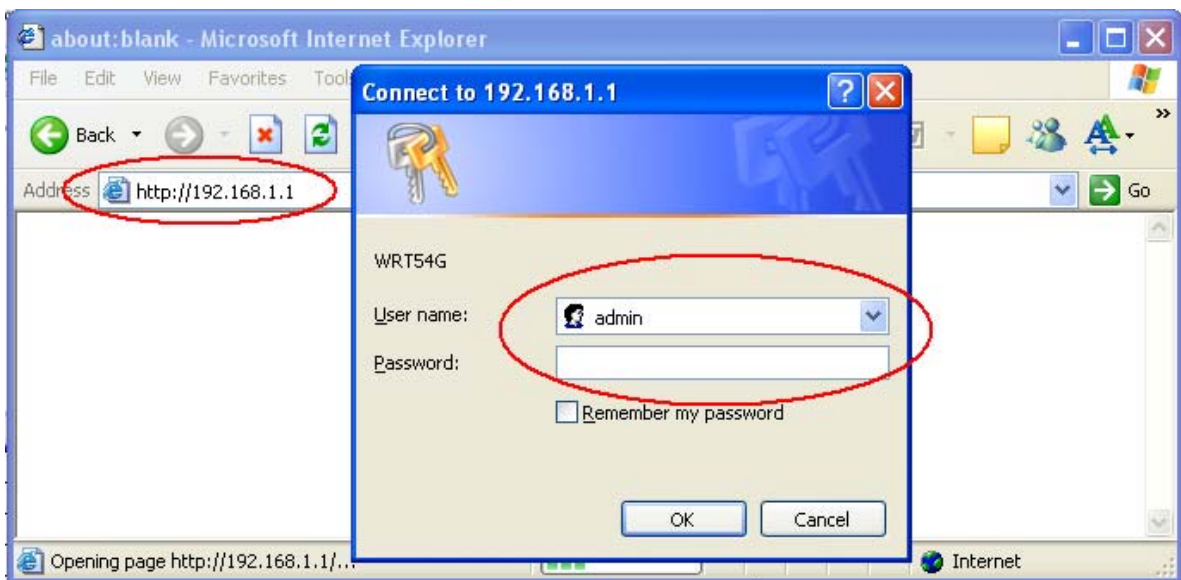 about:blank - Microsoft Internet Explorer
File Edit View Favorites
Back
Address http://192.168.1.1
Go
Connect to 192.168.1.1
WRT54G
User name: admin
Password:
Remember my password
OK Cancel
Opening page http://192.168.1.1/...
Internet